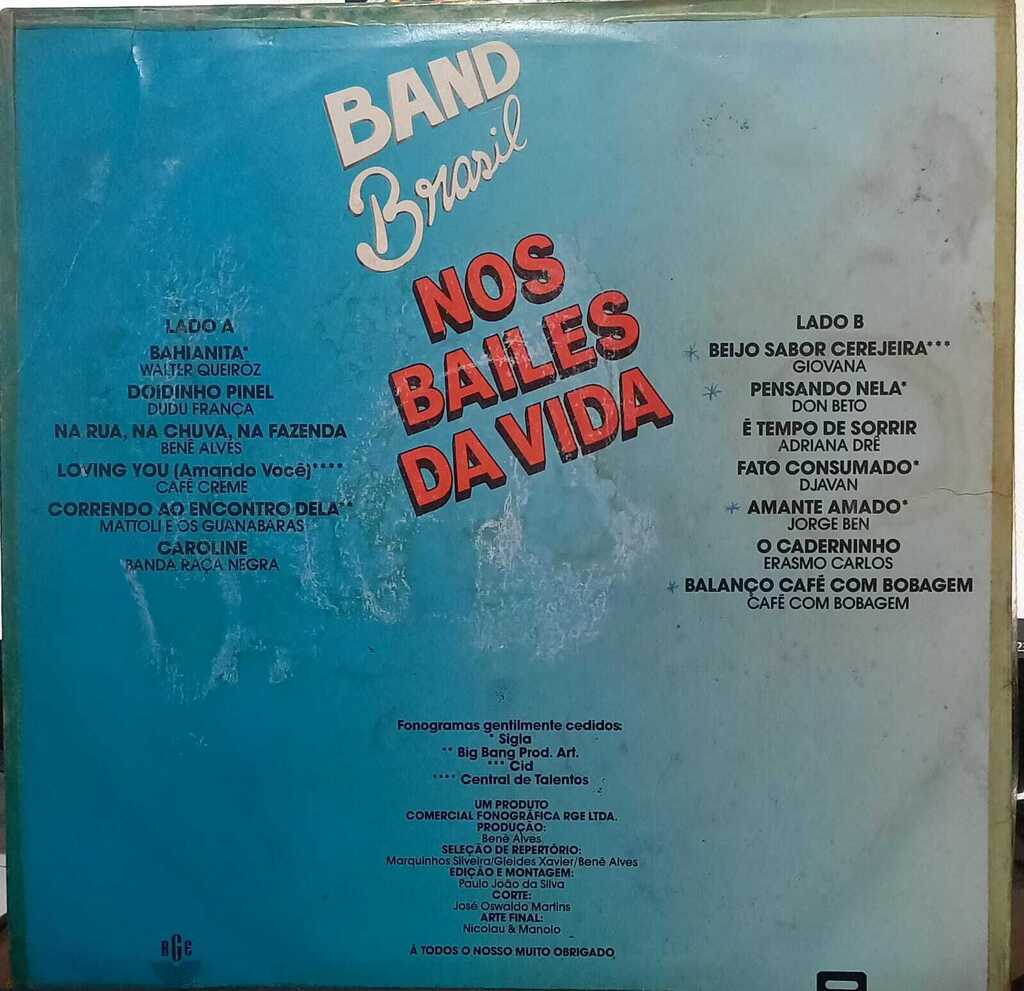 BAND
Brasil
NOS
BAILES
DA VIDA
LADO A
BAHIANITA*
WALTER QUEIRÓZ
DOIDINHO PINEL
DUDU FRANÇA
NA RUA, NA CHUVA, NA FAZENDA
BENÊ ALVES
LOVING YOU (Amando Você)****
CAFÉ CREME
CORRENDO AO ENCONTRO DELA**
MATTOLI E OS GUANABARAS
CAROLINE
BANDA RAÇA NEGRA
LADO B
BEIJO SABOR CEREJEIRA***
GIOVANA
PENSANDO NELA*
DON BETO
É TEMPO DE SORRIR
ADRIANA DRÊ
FATO CONSUMADO*
DJAVAN
AMANTE AMADO*
JORGE BEN
O CADERNINHO
ERASMO CARLOS
BALANÇO CAFÉ COM BOBAGEM
CAFÉ COM BOBAGEM
Fonogramas gentilmente cedidos:
* Sigla
** Big Bang Prod. Art.
*** Cid
**** Central de Talentos
UM PRODUTO
COMERCIAL FONOGRÁFICA RGE LTDA.
PRODUÇÃO:
Benê Alves
SELEÇÃO DE REPERTÓRIO:
Marquinhos Silveira/Gleides Xavier/Benê Alves
EDIÇÃO E MONTAGEM:
Paulo João da Silva
CORTE:
José Oswaldo Martins
ARTE FINAL:
Nicolau & Manolo
À TODOS O NOSSO MUITO OBRIGADO
RGE